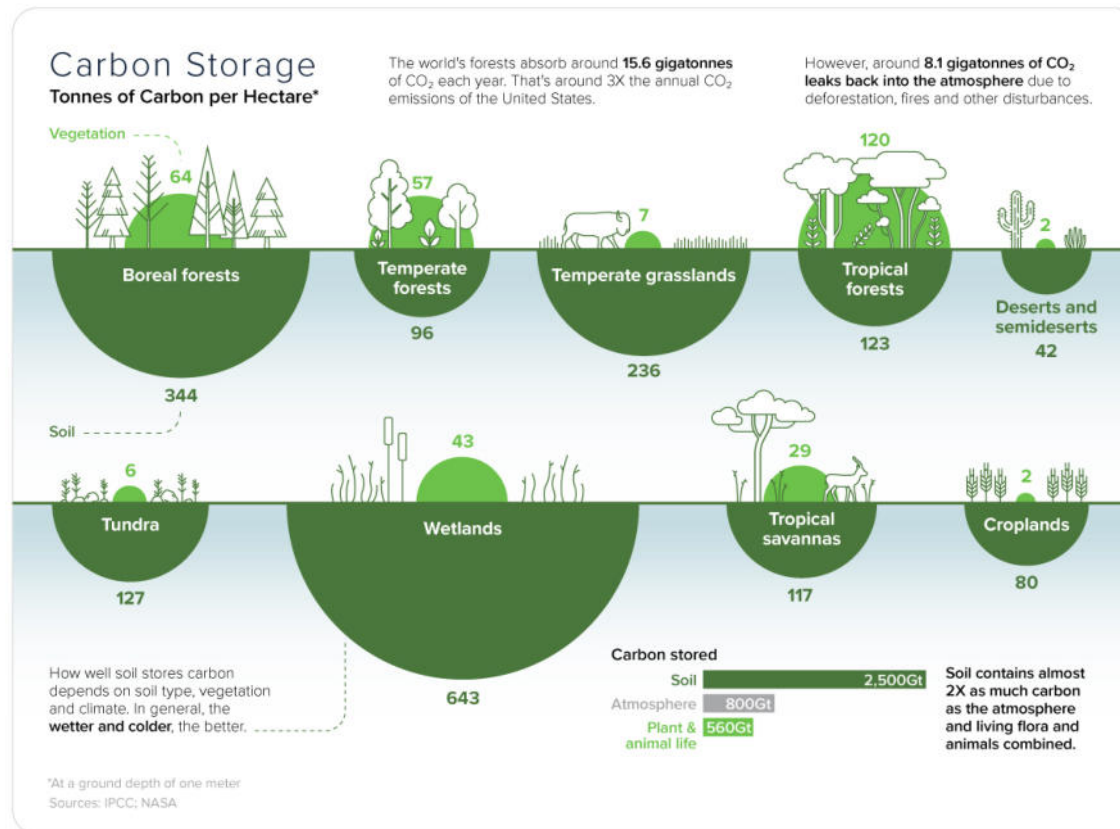 Carbon Storage
Tonnes of Carbon per Hectare*
The world's forests absorb around 15.6 gigatonnes
of CO₂ each year. That's around 3X the annual CO₂
emissions of the United States.
However, around 8.1 gigatonnes of CO₂
leaks back into the atmosphere due to
deforestation, fires and other disturbances.
Vegetation
64
57
7
120
2
Boreal forests
Temperate
forests
Temperate grasslands
Tropical
forests
Deserts and
semideserts
344
96
236
123
42
Soil
6
43
29
2
Tundra
Wetlands
Tropical
savannas
Croplands
127
643
117
80
How well soil stores carbon
depends on soil type, vegetation
and climate. In general, the
wetter and colder, the better.
Carbon stored
Soil
2,500Gt
Atmosphere
800Gt
Plant &
animal life
560Gt
Soil contains almost
2X as much carbon
as the atmosphere
and living flora and
animals combined.
*At a ground depth of one meter
Sources: IPCC; NASA